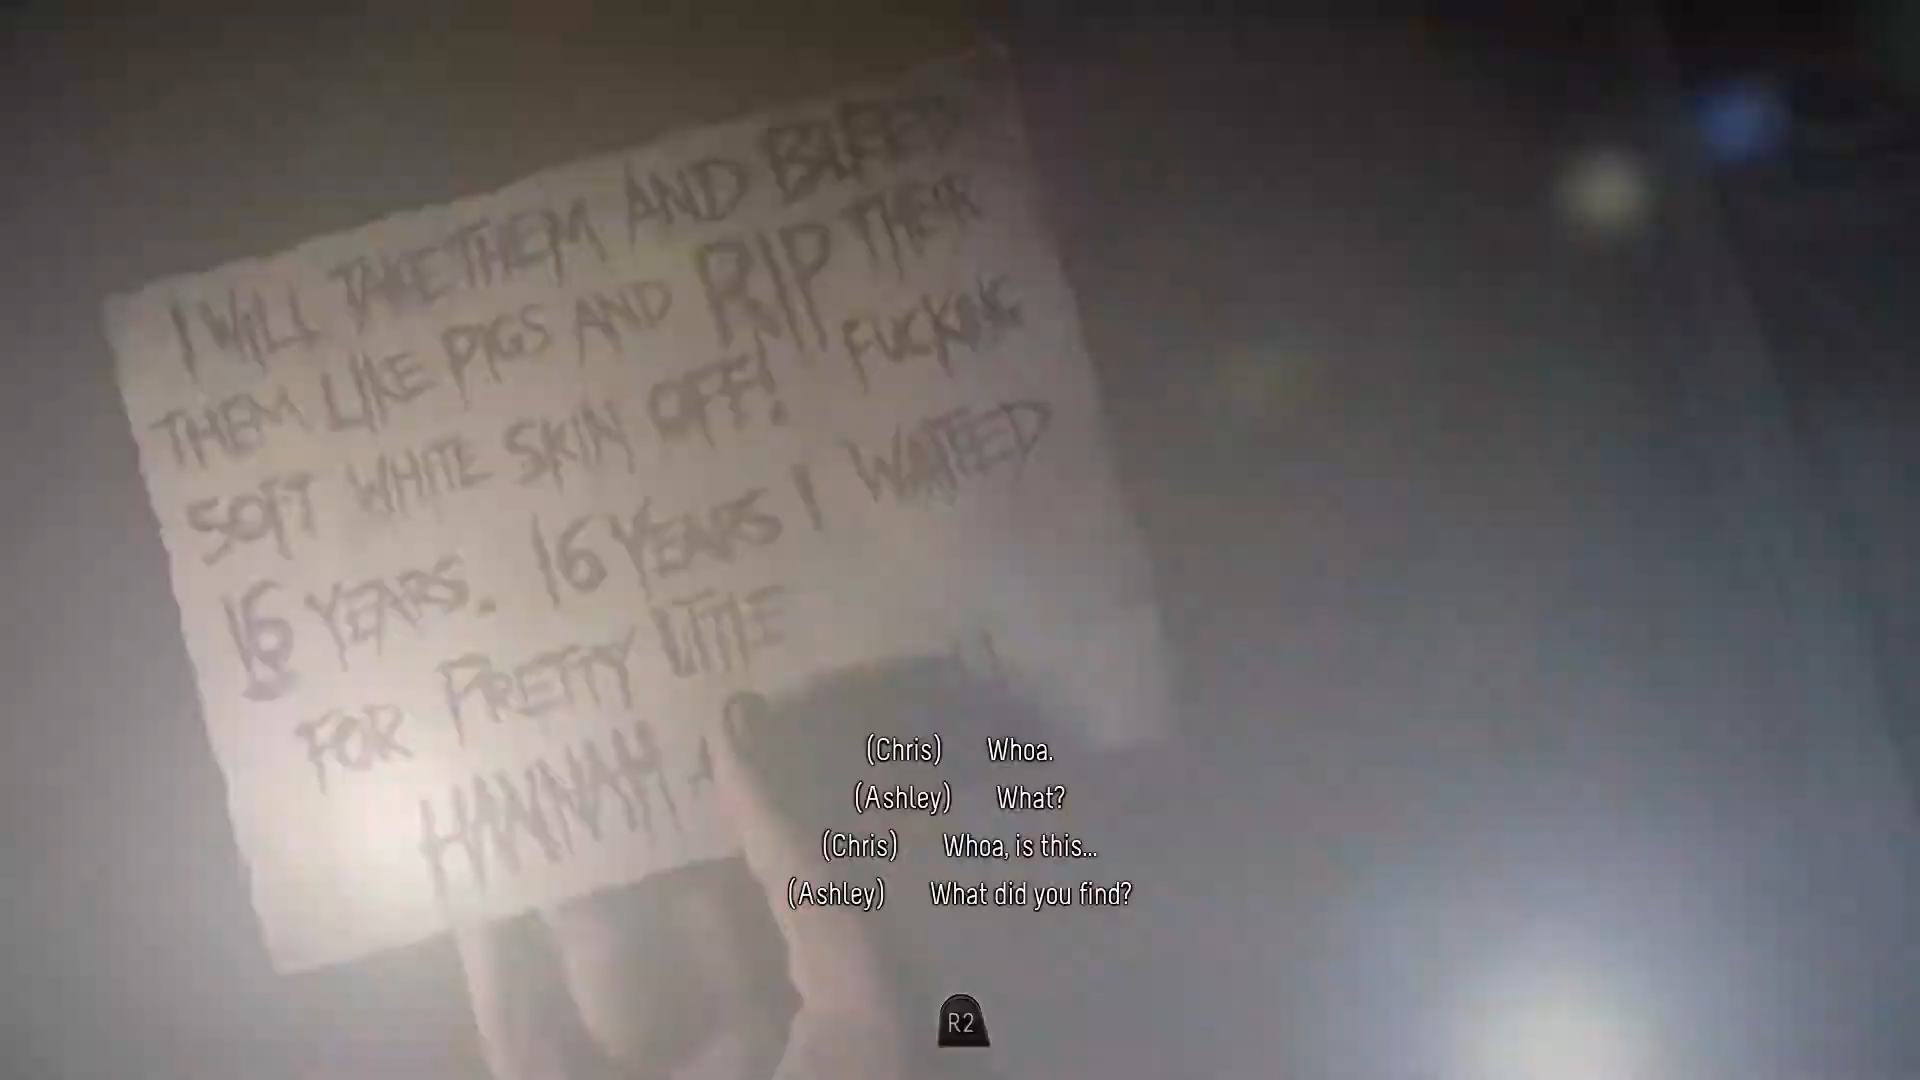 I WILL TAKE THEM AND BLEED
THEM LIKE PIGS AND RIP THEIR
SOFT WHITE SKIN OFF! FUCKING
16 YEARS. 16 YEARS I WAITED
FOR PRETTY LITTLE
HANNAH
(Chris) Whoa.
(Ashley) What?
(Chris) Whoa, is this...
(Ashley) What did you find?
R2